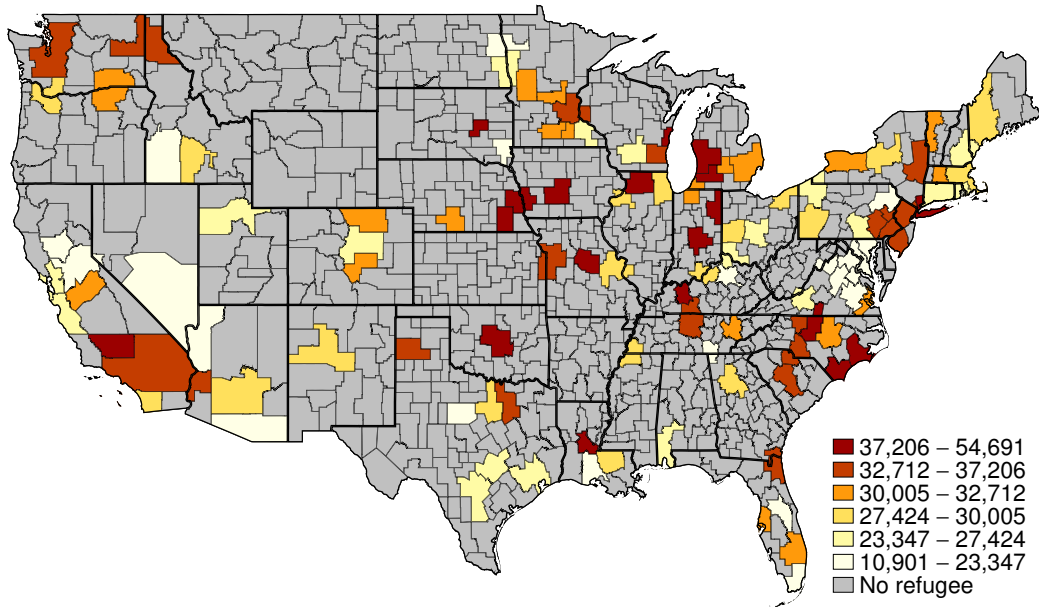 37,206 − 54,691
32,712 − 37,206
30,005 − 32,712
27,424 − 30,005
23,347 − 27,424
10,901 − 23,347
No refugee